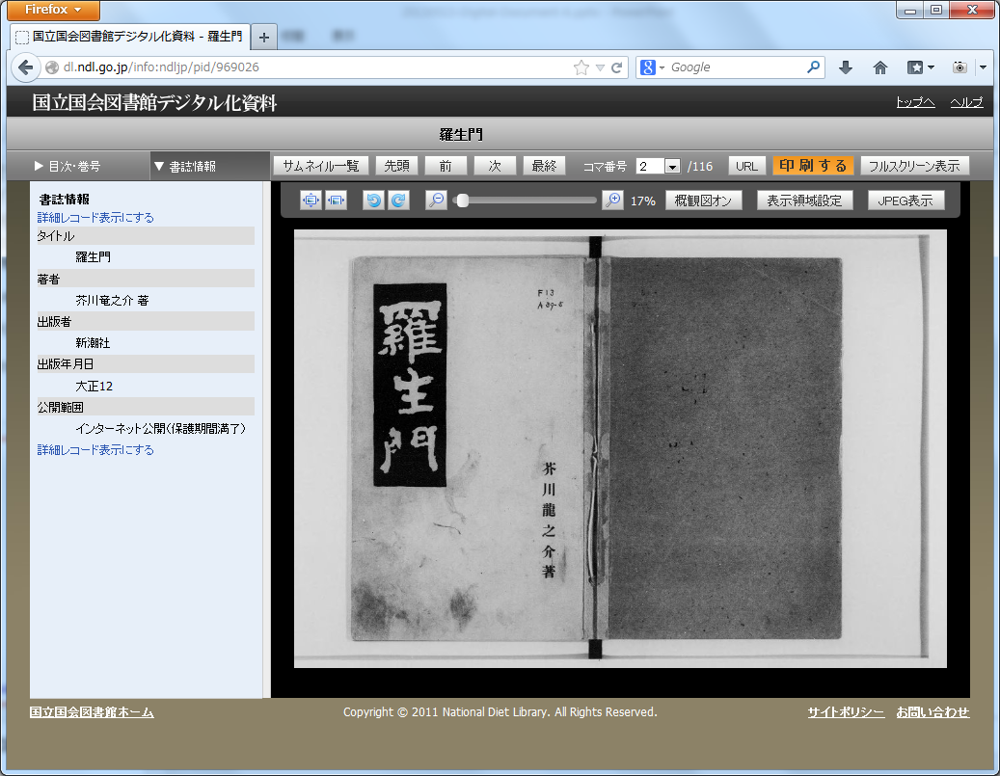 Firefox
国立国会図書館デジタル化資料 - 羅生門
dl.ndl.go.jp/info:ndljp/pid/969026
Google
国立国会図書館デジタル化資料
トップへ ヘルプ
羅生門
目次・巻号
書誌情報
サムネイル一覧 先頭 前 次 最終 コマ番号 2 /116 URL 印刷する フルスクリーン表示
17% 概観図オン 表示領域設定 JPEG表示
書誌情報
詳細レコード表示にする
タイトル
羅生門
著者
芥川竜之介 著
出版者
新潮社
出版年月日
大正12
公開範囲
インターネット公開(保護期間満了)
詳細レコード表示にする
F13
A39-5
羅生門
芥川龍之介著
国立国会図書館ホーム
Copyright © 2011 National Diet Library. All Rights Reserved.
サイトポリシー お問い合わせ